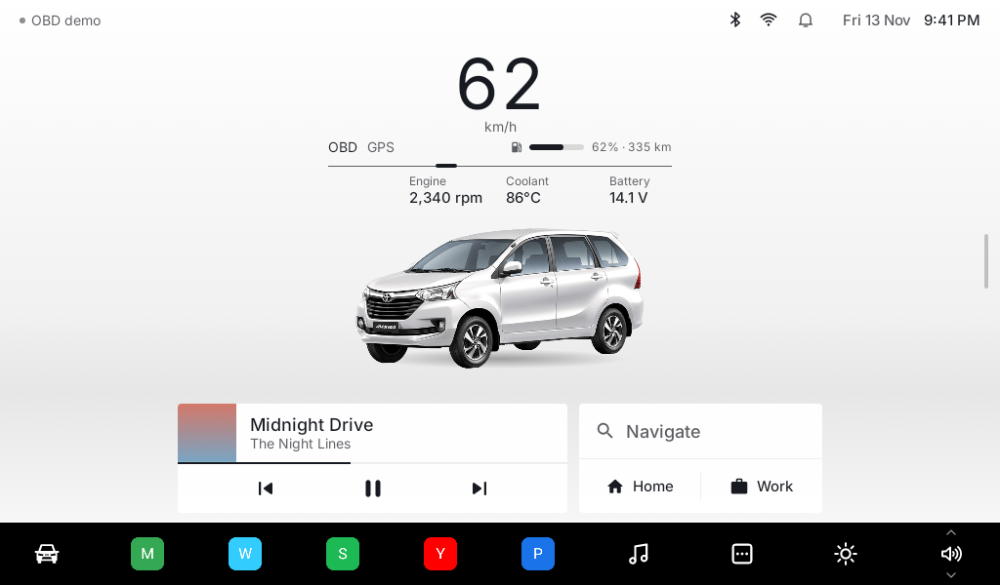 OBD demo
Fri 13 Nov 9:41 PM
62
km/h
OBD GPS
62% · 335 km
Engine Coolant Battery
2,340 rpm 86°C 14.1 V
Midnight Drive
The Night Lines
Navigate
Home Work
M W S Y P